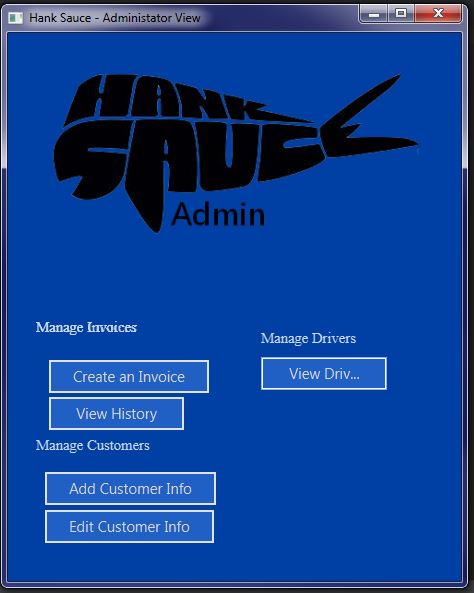 Hank Sauce - Administator View
HANK
SAUCE
Admin
Manage Invoices
Create an Invoice
View History
Manage Customers
Add Customer Info
Edit Customer Info
Manage Drivers
View Driv...